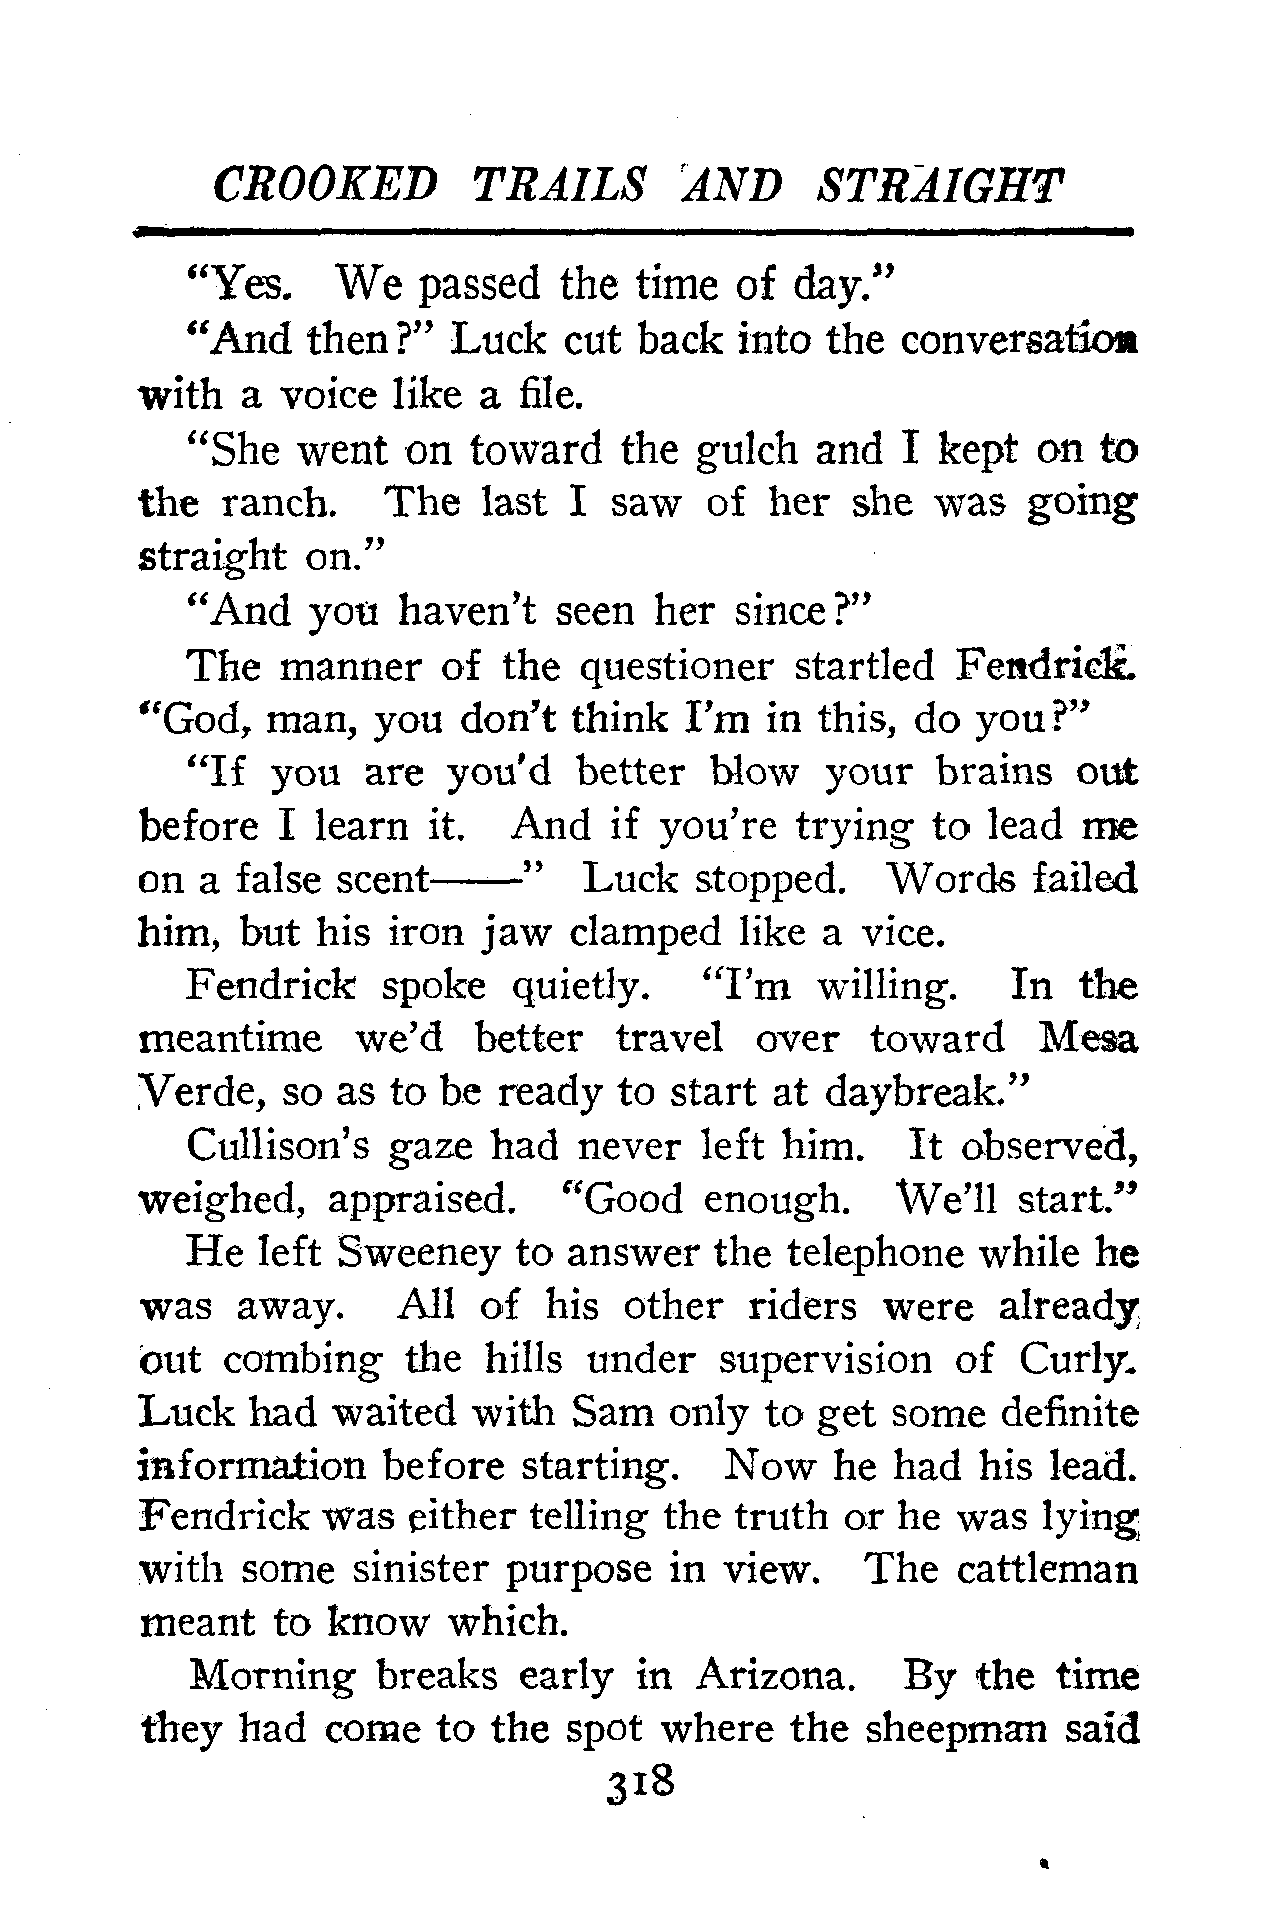 CROOKED TRAILS AND STRAIGHT
"Yes. We passed the time of day."
"And then?" Luck cut back into the conversation
with a voice like a file.
"She went on toward the gulch and I kept on to
the ranch. The last I saw of her she was going
straight on."
"And you haven't seen her since?"
The manner of the questioner startled Fendrick.
"God, man, you don't think I'm in this, do you?"
"If you are you'd better blow your brains out
before I learn it. And if you're trying to lead me
on a false scent——" Luck stopped. Words failed
him, but his iron jaw clamped like a vice.
Fendrick spoke quietly. "I'm willing. In the
meantime we'd better travel over toward Mesa
Verde, so as to be ready to start at daybreak."
Cullison's gaze had never left him. It observed,
weighed, appraised. "Good enough. We'll start."
He left Sweeney to answer the telephone while he
was away. All of his other riders were already
out combing the hills under supervision of Curly.
Luck had waited with Sam only to get some definite
information before starting. Now he had his lead.
Fendrick was either telling the truth or he was lying
with some sinister purpose in view. The cattleman
meant to know which.
Morning breaks early in Arizona. By the time
they had come to the spot where the sheepman said
318